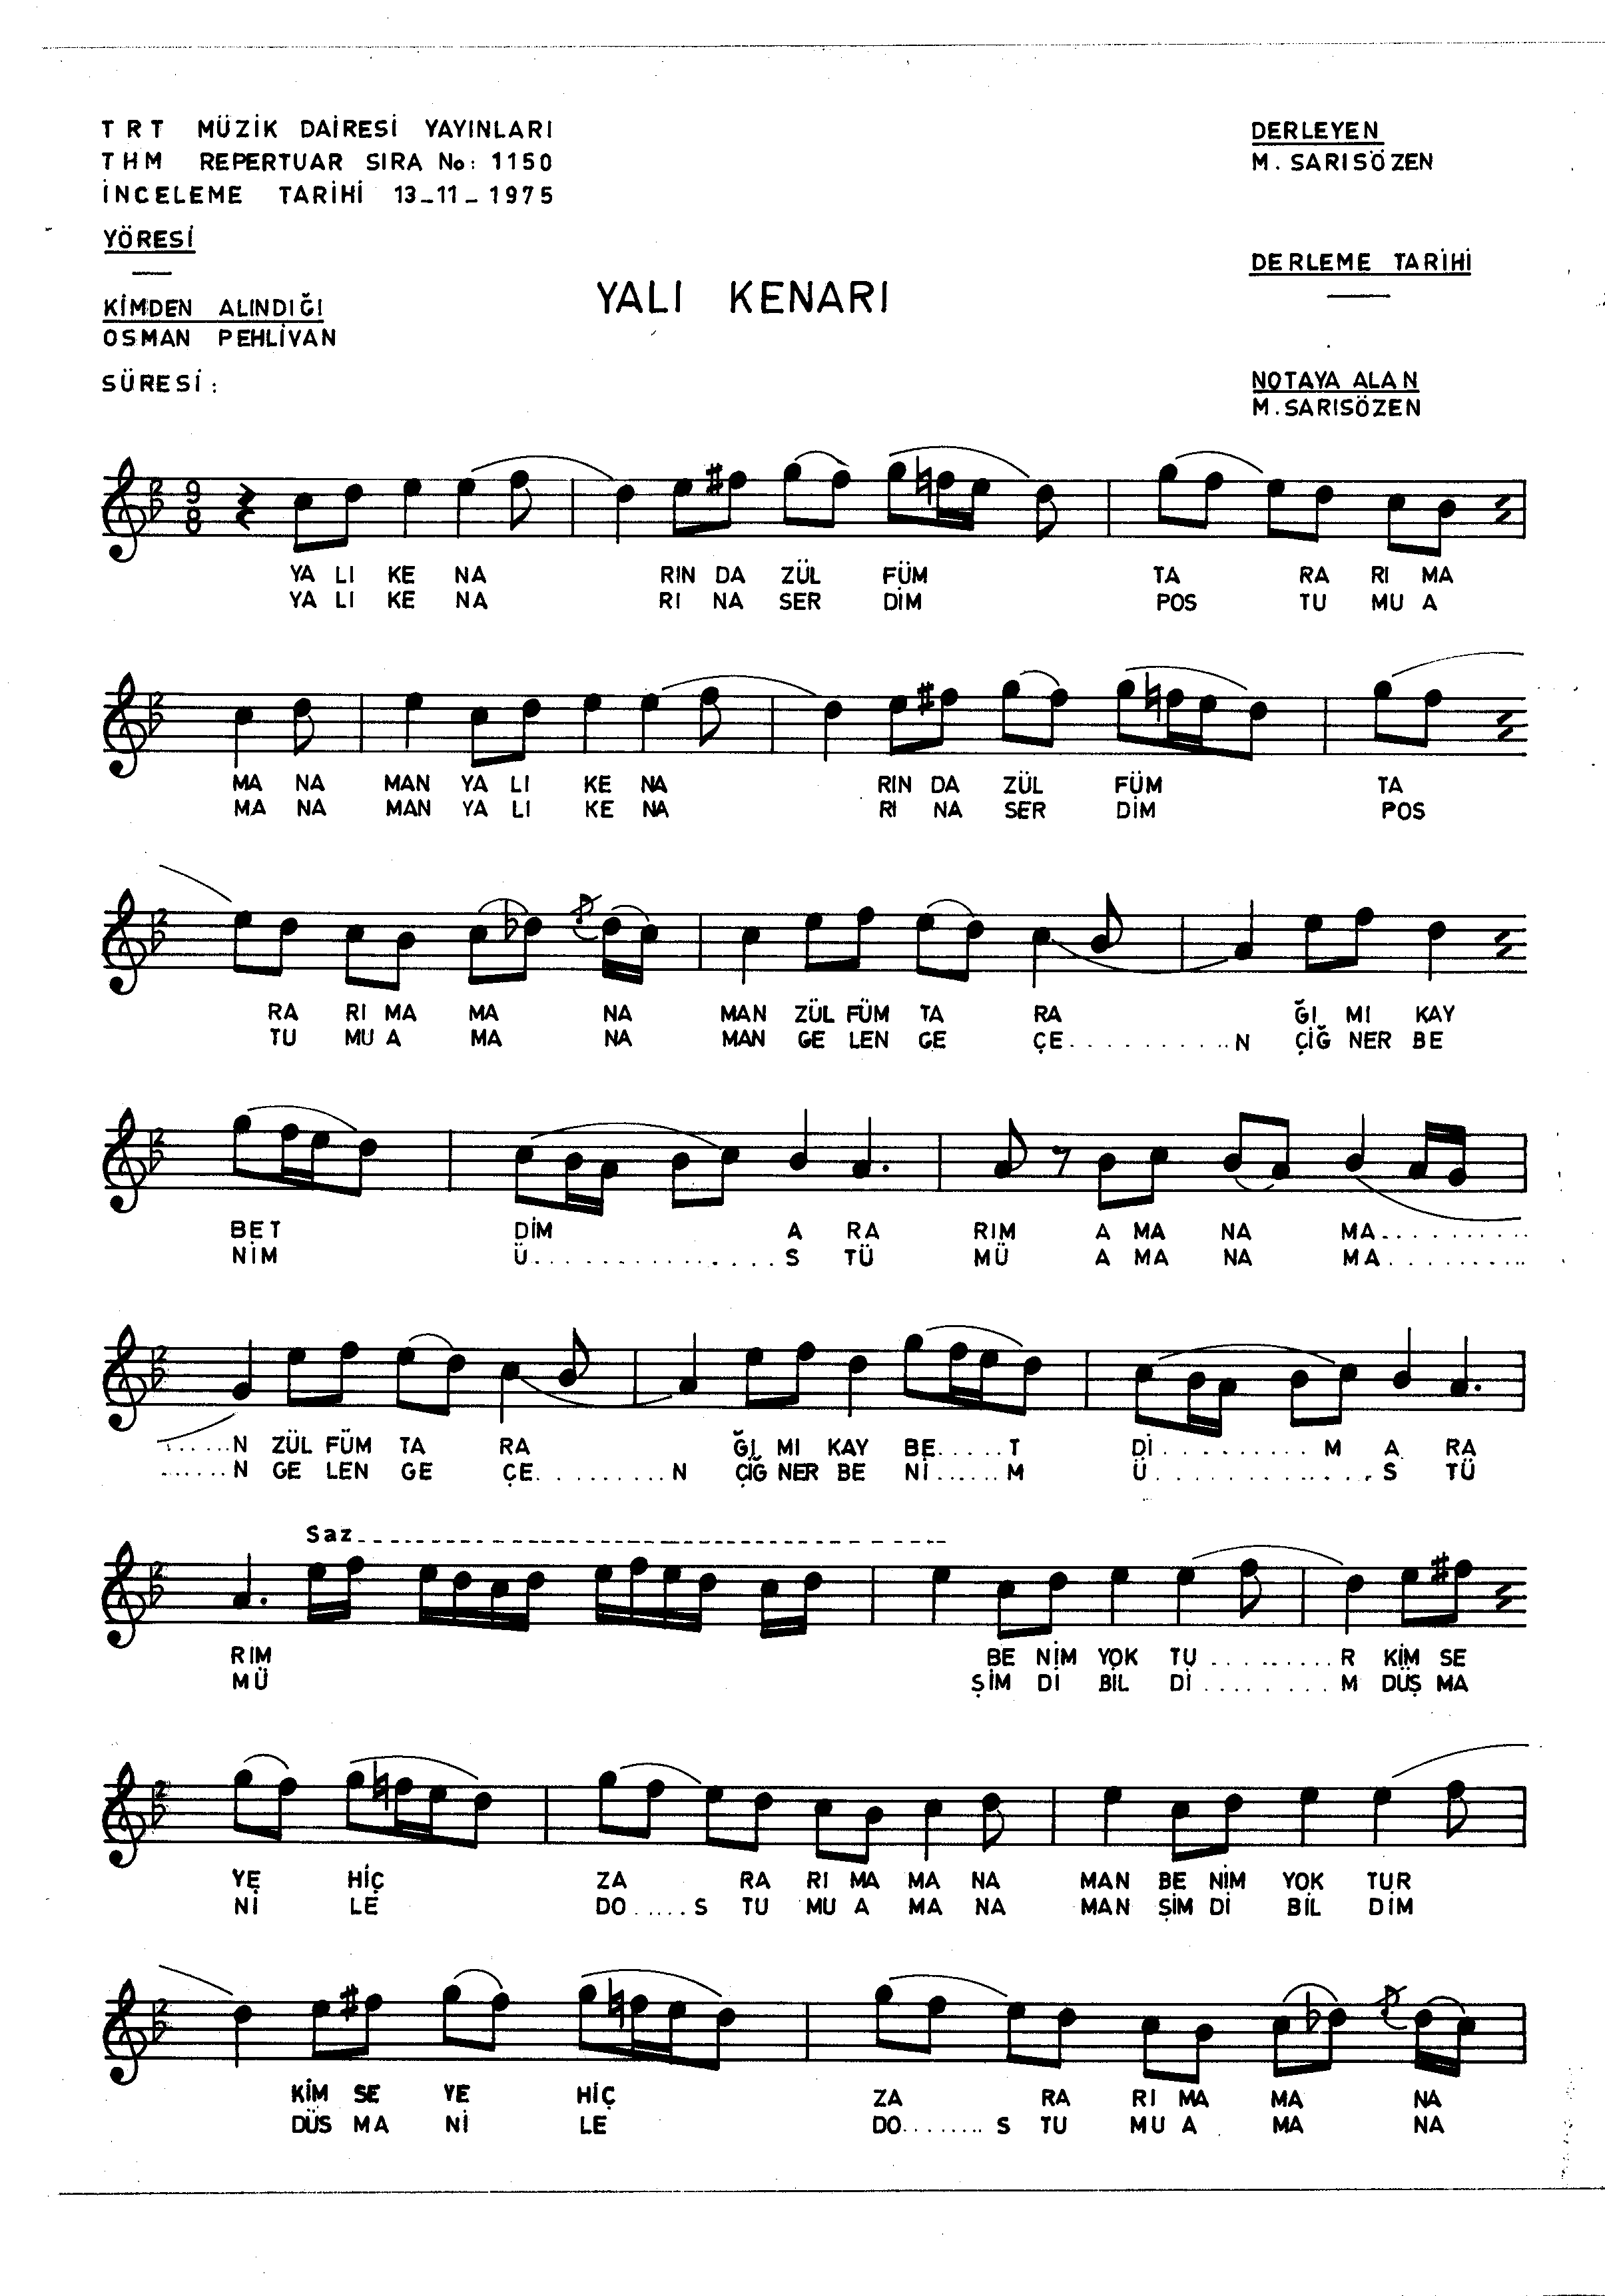 TRT MÜZİK DAİRESİ YAYINLARI
THM REPERTUAR SIRA No: 1150
İNCELEME TARİHİ 13_11_1975
YÖRESİ
KİMDEN ALINDIĞI
OSMAN PEHLİVAN
SÜRESİ:
DERLEYEN
M. SARISÖZEN
DERLEME TARİHİ
NOTAYA ALAN
M. SARISÖZEN
YALI KENARI
9
8
YA LI KE NA RIN DA ZÜL FÜM TA RA RI MA
YA LI KE NA RI NA SER DİM POS TU MU A
MA NA MAN YA LI KE NA RIN DA ZÜL FÜM TA
MA NA MAN YA LI KE NA RI NA SER DİM POS
RA RI MA MA NA MAN ZÜL FÜM TA RA ĞI MI KAY
TU MU A MA NA MAN GE LEN GE ÇE...........N ÇİĞ NER BE
BET DİM A RA RIM A MA NA MA...........
NİM Ü..............S TÜ MÜ A MA NA MA...........
......N ZÜL FÜM TA RA ĞI MI KAY BE.....T Dİ..........M A RA
......N GE LEN GE ÇE.........N ÇİĞ NER BE Nİ.....M Ü..............S TÜ
Saz
RIM BE NİM YOK TU.........R KİM SE
MÜ ŞİM Dİ BİL Dİ........M DÜŞ MA
YE HİÇ ZA RA RI MA MA NA MAN BE NİM YOK TUR
Nİ LE DO.....S TU MU A MA NA MAN ŞİM Dİ BİL DİM
KİM SE YE HİÇ ZA RA RI MA MA NA
DÜS MA Nİ LE DO........S TU MU A MA NA